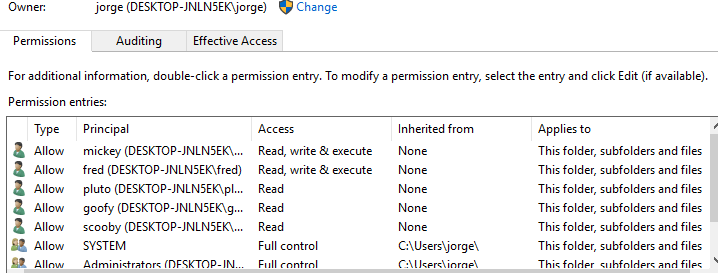 Owner: jorge (DESKTOP-JNLN5EK\jorge) Change
Permissions Auditing Effective Access
For additional information, double-click a permission entry. To modify a permission entry, select the entry and click Edit (if available).
Permission entries:
Type Principal Access Inherited from Applies to
Allow mickey (DESKTOP-JNLN5EK\... Read, write & execute None This folder, subfolders and files
Allow fred (DESKTOP-JNLN5EK\fred) Read, write & execute None This folder, subfolders and files
Allow pluto (DESKTOP-JNLN5EK\pl... Read None This folder, subfolders and files
Allow goofy (DESKTOP-JNLN5EK\g... Read None This folder, subfolders and files
Allow scooby (DESKTOP-JNLN5EK\... Read None This folder, subfolders and files
Allow SYSTEM Full control C:\Users\jorge\ This folder, subfolders and files
Allow Administrators (DESKTOP-JNLN5EK\... Full control C:\Users\jorge\ This folder, subfolders and files